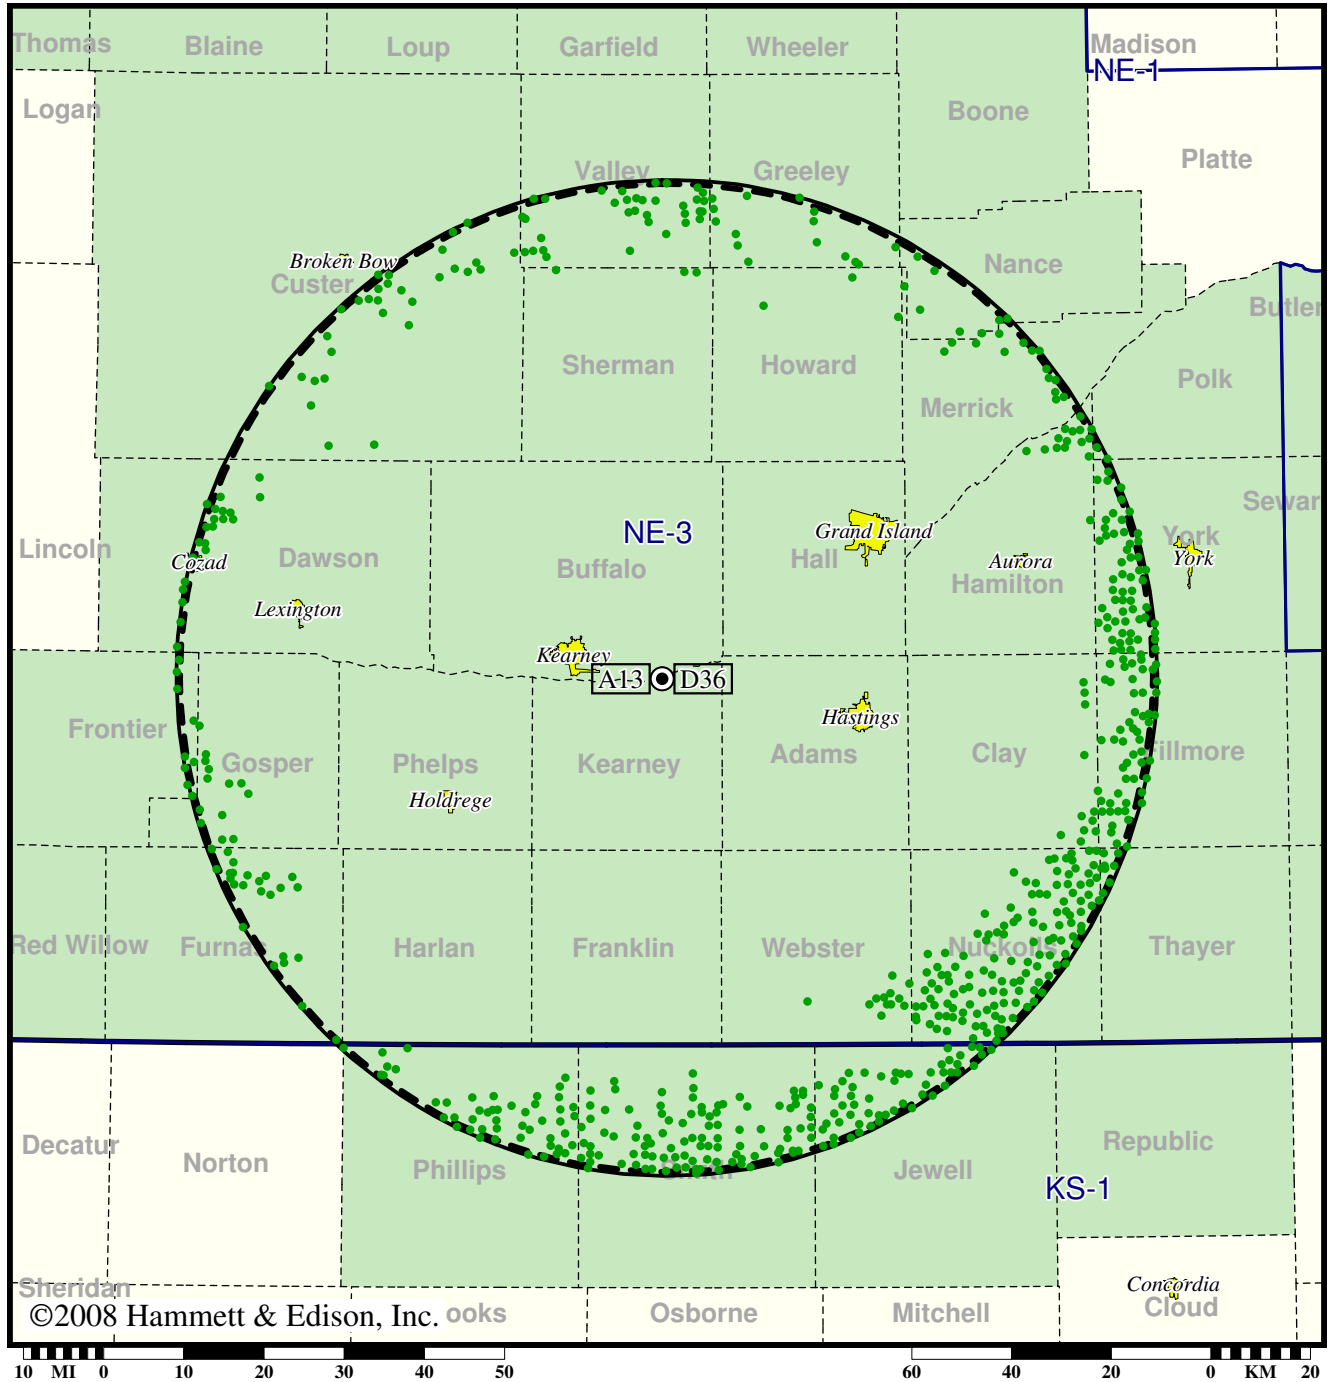 Thomas
Blaine
Loup
Garfield
Wheeler
Madison
NE-1
Logan
Boone
Platte
Valley
Greeley
Broken Bow
Custer
Nance
Butler
Sherman
Howard
Polk
Merrick
Sewar
Lincoln
Cozad
Dawson
NE-3
Grand Island
Hall
Aurora
York
York
Buffalo
Hamilton
Lexington
Kearney
A13
D36
Hastings
Frontier
Gosper
Phelps
Kearney
Adams
Clay
Fillmore
Holdrege
Red Willow
Furnas
Harlan
Franklin
Webster
Nuckolls
Thayer
Decatur
Norton
Phillips
Smith
Jewell
Republic
KS-1
Sheridan
Concordia
©2008 Hammett & Edison, Inc.
ooks
Osborne
Mitchell
Cloud
10 MI 0 10 20 30 40 50
60 40 20 0 KM 20